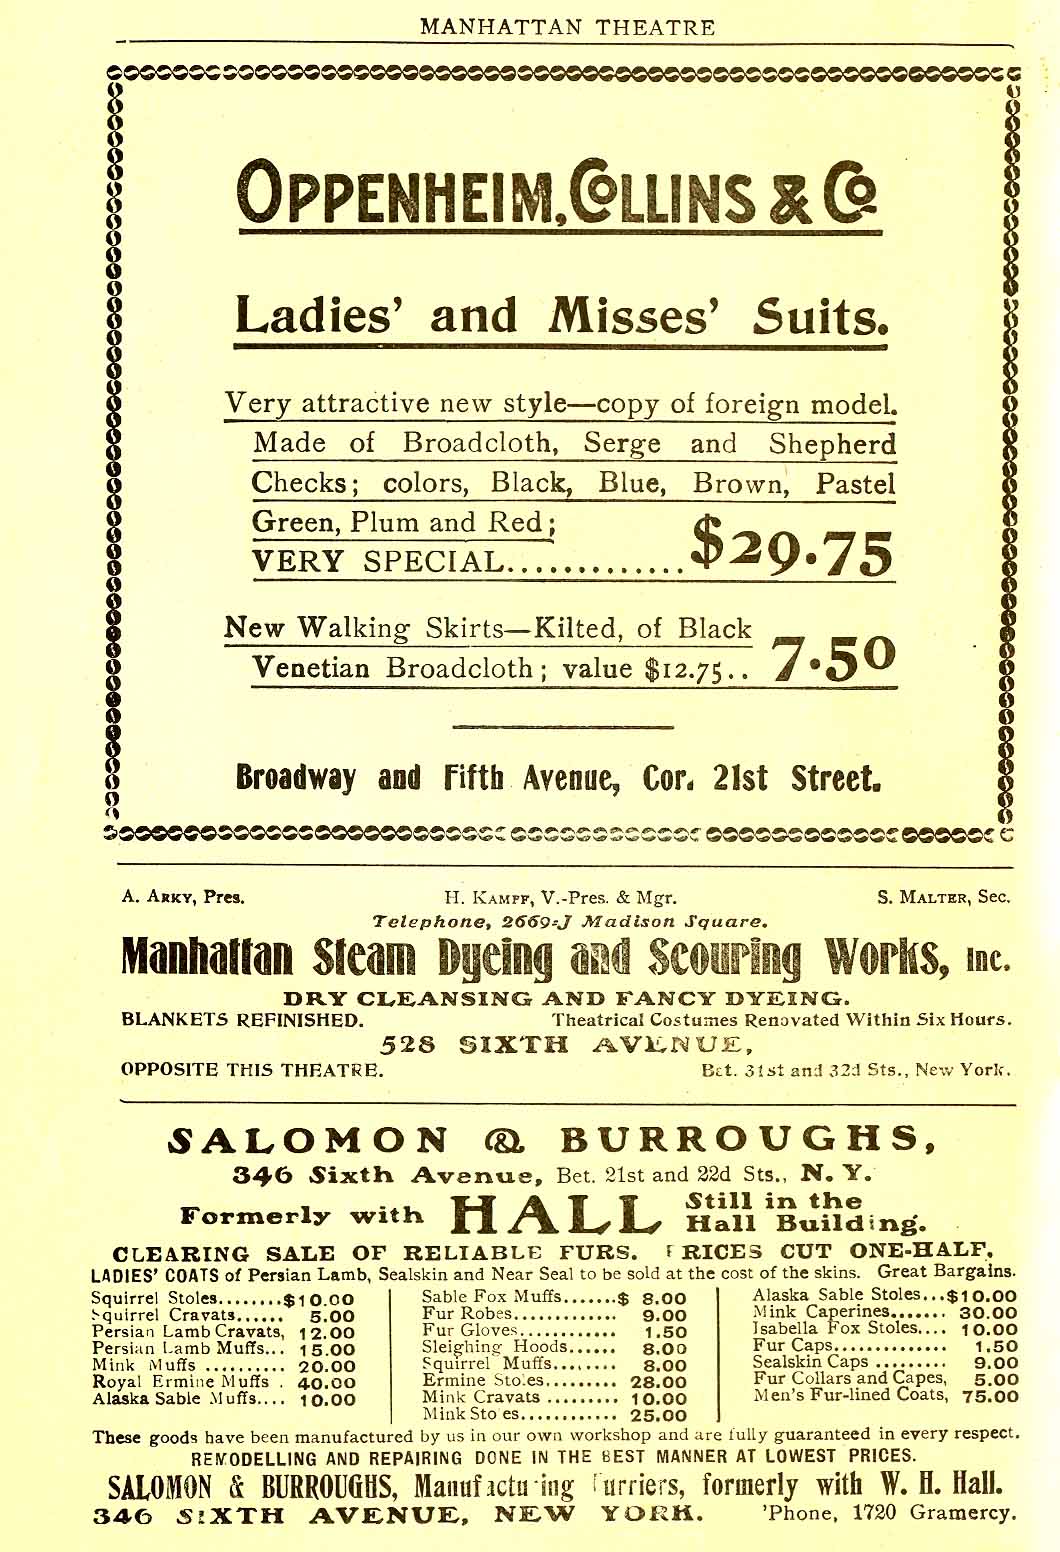 MANHATTAN THEATRE
OPPENHEIM, COLLINS & Co
Ladies' and Misses' Suits.
Very attractive new style—copy of foreign model.
Made of Broadcloth, Serge and Shepherd
Checks; colors, Black, Blue, Brown, Pastel
Green, Plum and Red;
VERY SPECIAL............. $29.75
New Walking Skirts—Kilted, of Black
Venetian Broadcloth; value $12.75.. 7.50
Broadway and Fifth Avenue, Cor. 21st Street.
A. ARKY, Pres. H. KAMPF, V.-Pres. & Mgr. S. MALTER, Sec.
Telephone, 2669-J Madison Square.
Manhattan Steam Dyeing and Scouring Works, Inc.
DRY CLEANSING AND FANCY DYEING.
BLANKETS REFINISHED. Theatrical Costumes Renovated Within Six Hours.
528 SIXTH AVENUE,
OPPOSITE THIS THEATRE. Bet. 31st and 32d Sts., New York.
SALOMON & BURROUGHS,
346 Sixth Avenue, Bet. 21st and 22d Sts., N. Y.
Formerly with HALL Still in the
Hall Building.
CLEARING SALE OF RELIABLE FURS. PRICES CUT ONE-HALF.
LADIES' COATS of Persian Lamb, Sealskin and Near Seal to be sold at the cost of the skins. Great Bargains.
Squirrel Stoles........$10.00
Squirrel Cravats...... 5.00
Persian Lamb Cravats, 12.00
Persian Lamb Muffs... 15.00
Mink Muffs .......... 20.00
Royal Ermine Muffs . 40.00
Alaska Sable Muffs.... 10.00
Sable Fox Muffs.......$ 8.00
Fur Robes............. 9.00
Fur Gloves............ 1.50
Sleighing Hoods...... 8.00
Squirrel Muffs........ 8.00
Ermine Stoles......... 28.00
Mink Cravats ......... 10.00
Mink Stoles............ 25.00
Alaska Sable Stoles...$10.00
Mink Caperines....... 30.00
Isabella Fox Stoles.... 10.00
Fur Caps.............. 1.50
Sealskin Caps ......... 9.00
Fur Collars and Capes, 5.00
Men's Fur-lined Coats, 75.00
These goods have been manufactured by us in our own workshop and are fully guaranteed in every respect.
REMODELLING AND REPAIRING DONE IN THE BEST MANNER AT LOWEST PRICES.
SALOMON & BURROUGHS, Manufacturing Furriers, formerly with W. H. Hall.
346 SIXTH AVENUE, NEW YORK. 'Phone, 1720 Gramercy.